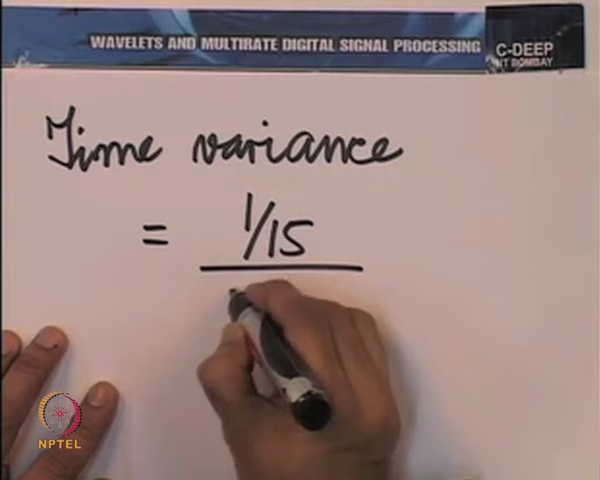 WAVELETS AND MULTIRATE DIGITAL SIGNAL PROCESSING
C-DEEP
IIT BOMBAY
Time variance
= 1/15
NPTEL